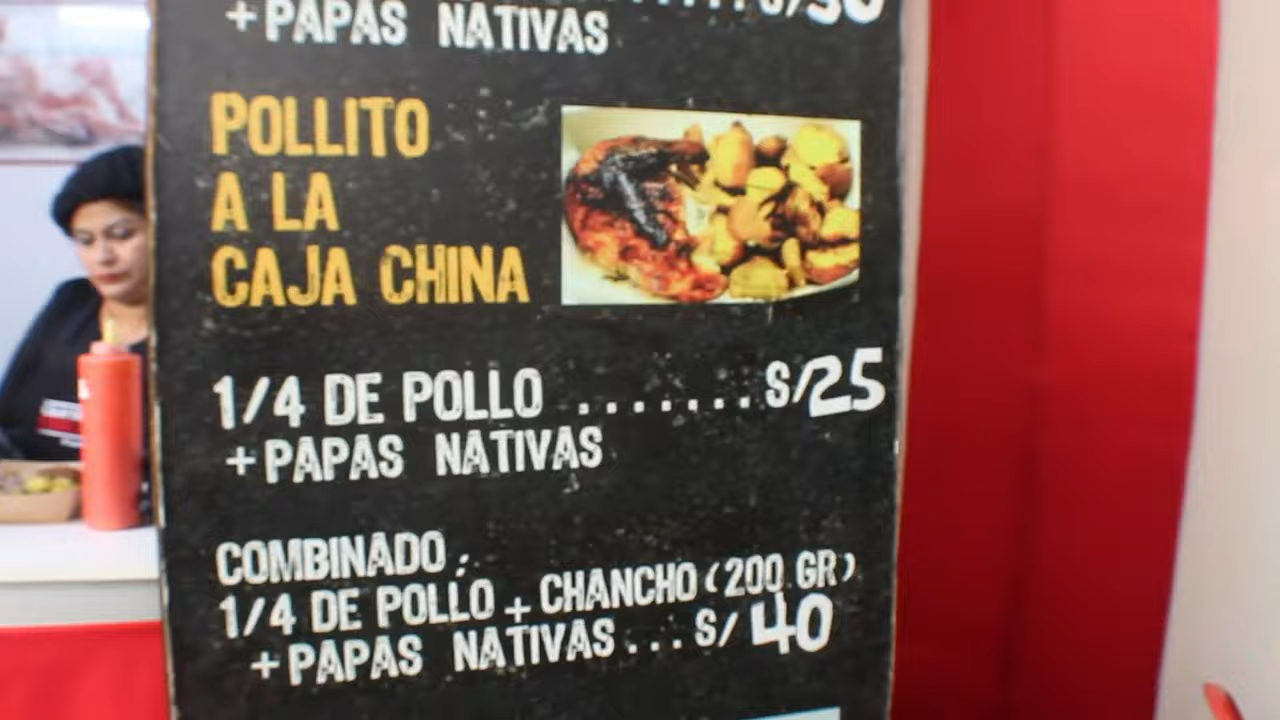 S/30
+ PAPAS NATIVAS
POLLITO
A LA
CAJA CHINA
1/4 DE POLLO ....... S/25
+ PAPAS NATIVAS
COMBINADO :
1/4 DE POLLO + CHANCHO (200 GR)
+ PAPAS NATIVAS ... S/ 40